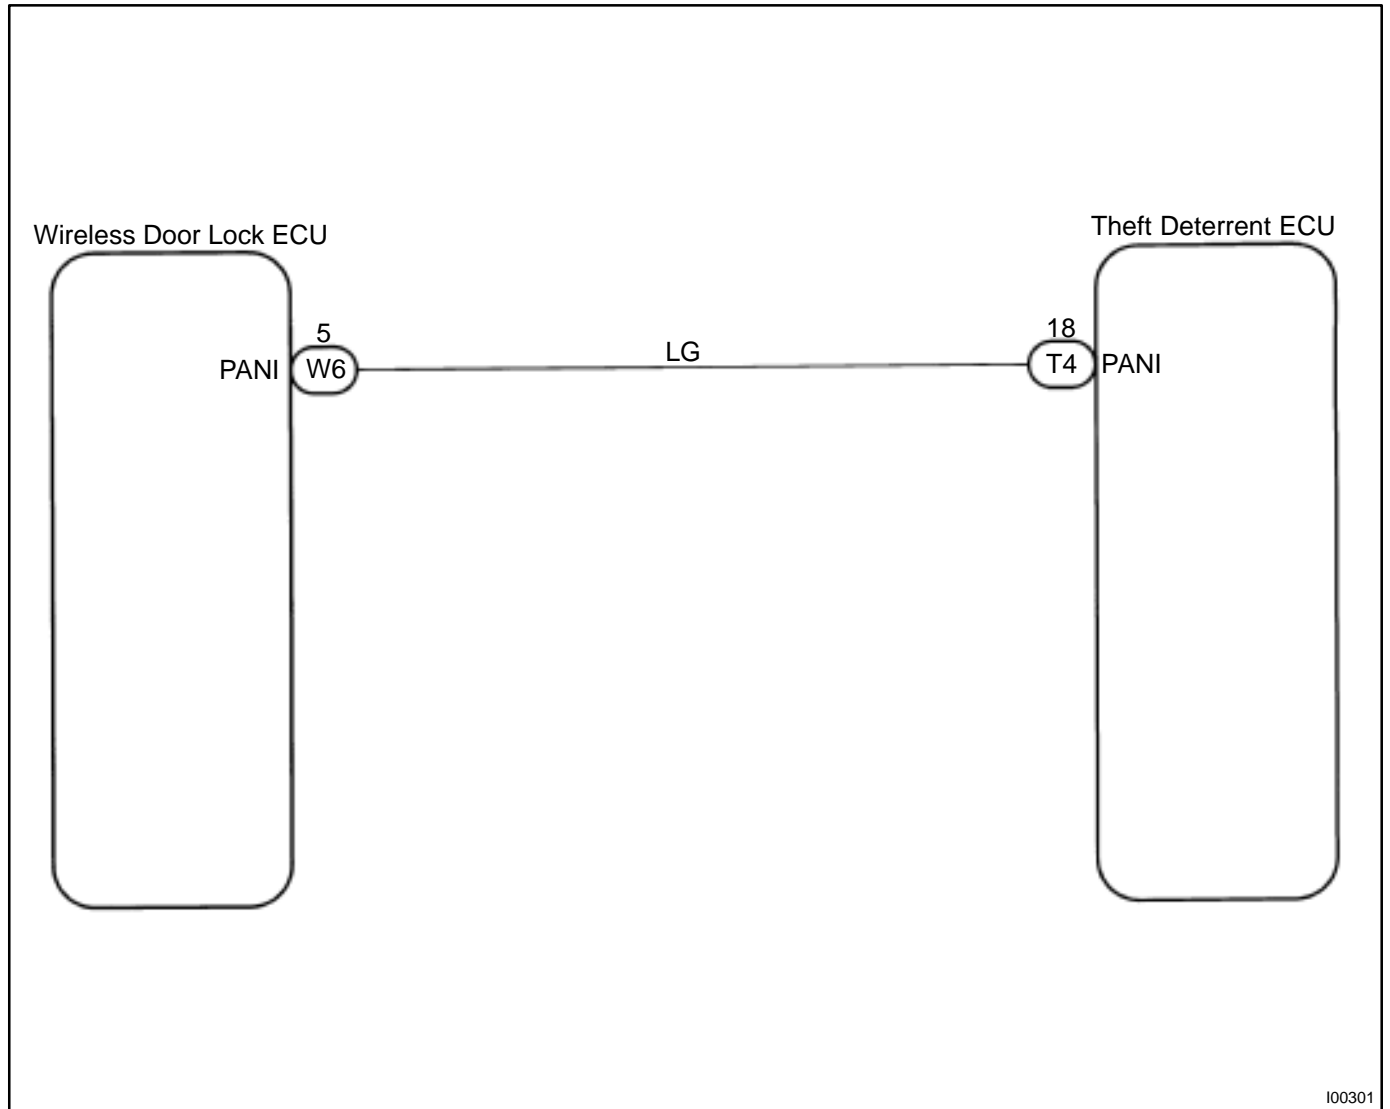 Wireless Door Lock ECU
Theft Deterrent ECU
5
18
PANI
W6
LG
T4
PANI
I00301